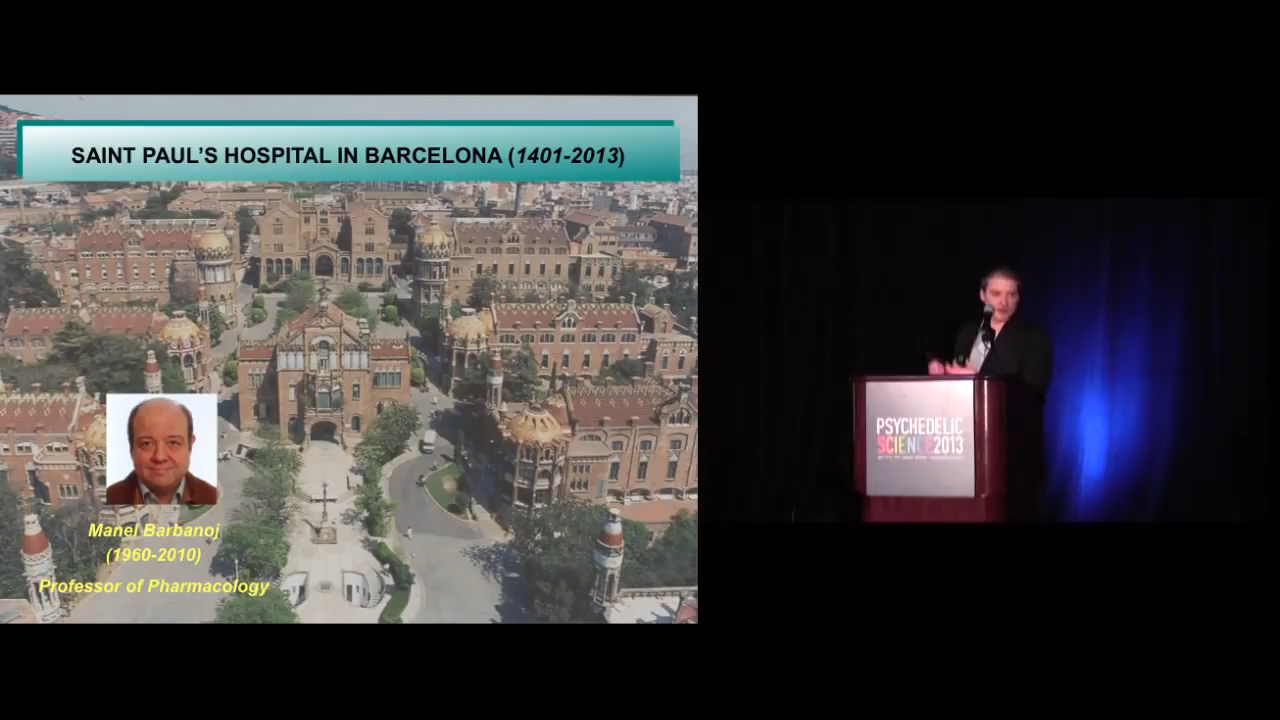 SAINT PAUL'S HOSPITAL IN BARCELONA (1401-2013)
Manel Barbanoj
(1960-2010)
Professor of Pharmacology
PSYCHEDELIC
SCIENCE2013